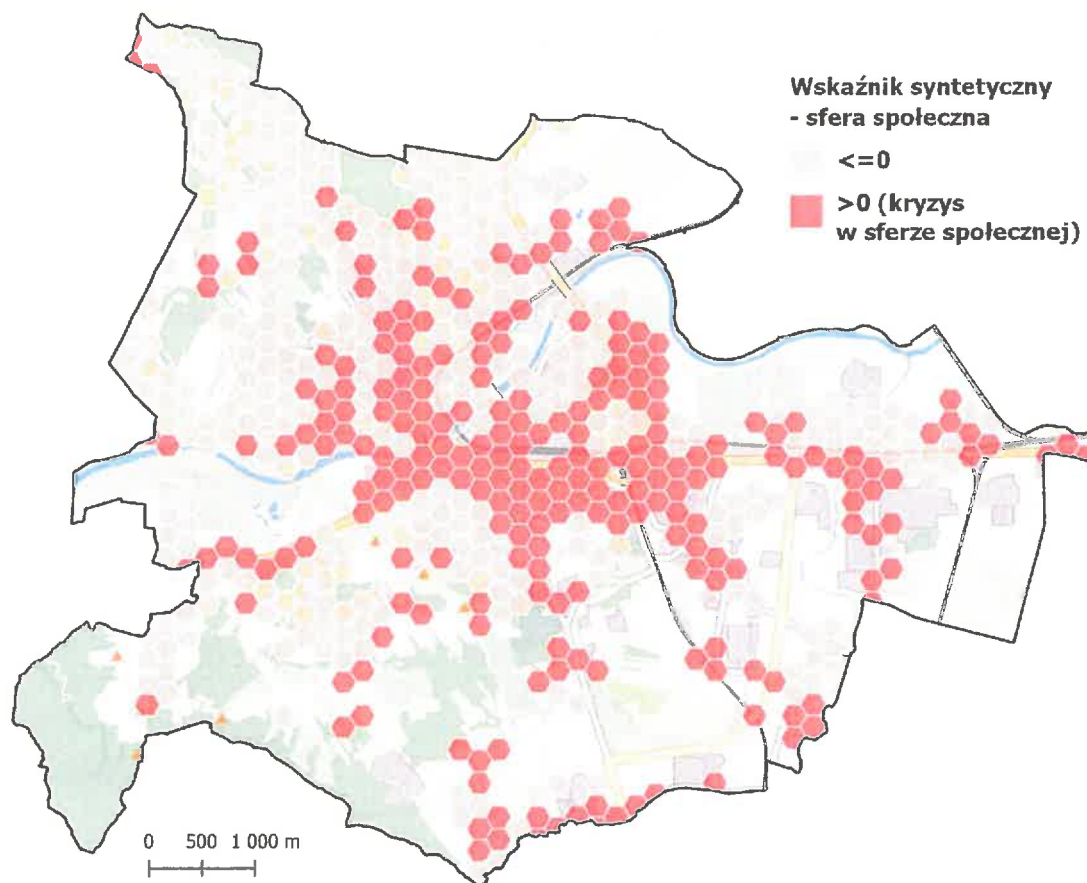 Wskaźnik syntetyczny
- sfera społeczna
<=0
>0 (kryzys
w sferze społecznej)
0 500 1 000 m